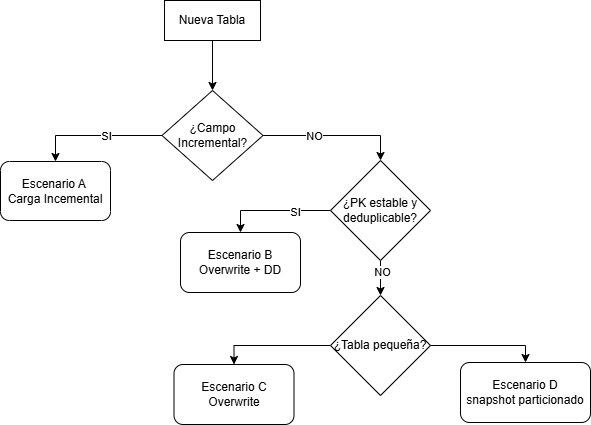 Nueva Tabla
¿Campo
Incremental?
SI
NO
Escenario A
Carga Incemental
¿PK estable y
deduplicable?
SI
Escenario B
Overwrite + DD
NO
¿Tabla pequeña?
Escenario C
Overwrite
Escenario D
snapshot particionado